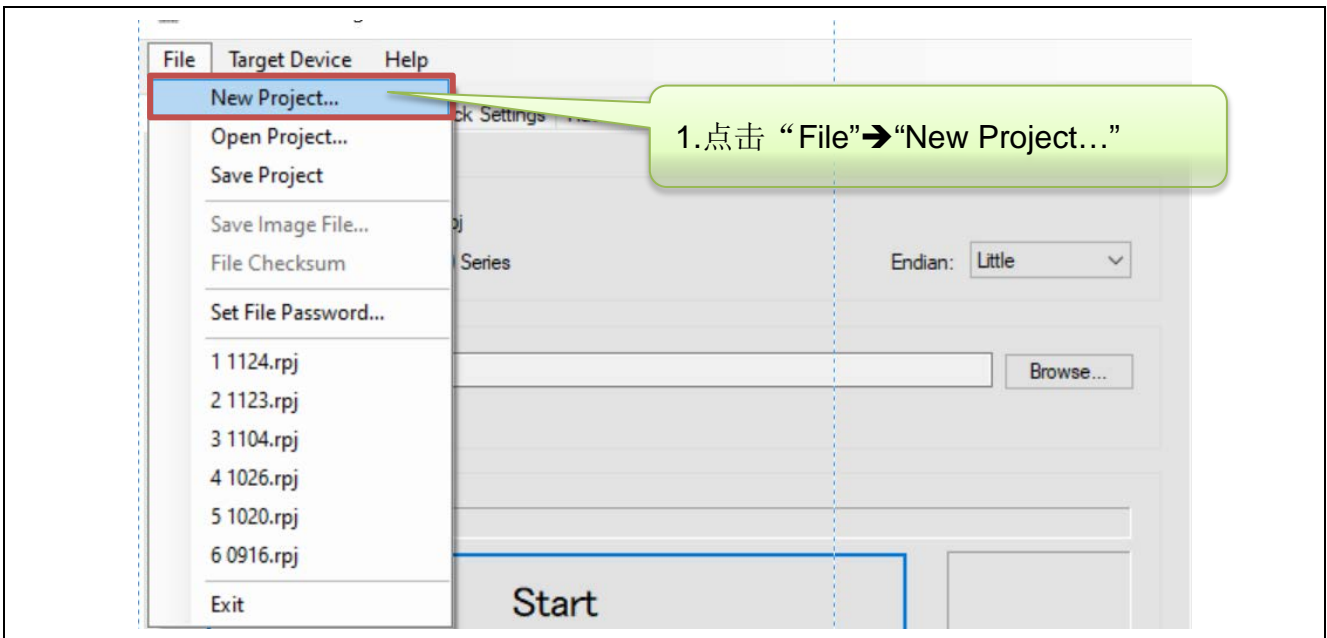 File Target Device Help
New Project...
Open Project...
Save Project
Save Image File...
File Checksum
Set File Password...
1 1124.rpj
2 1123.rpj
3 1104.rpj
4 1026.rpj
5 1020.rpj
6 0916.rpj
Exit
Settings
1.点击“File”➔“New Project…”
Series
Endian: Little
Browse...
Start